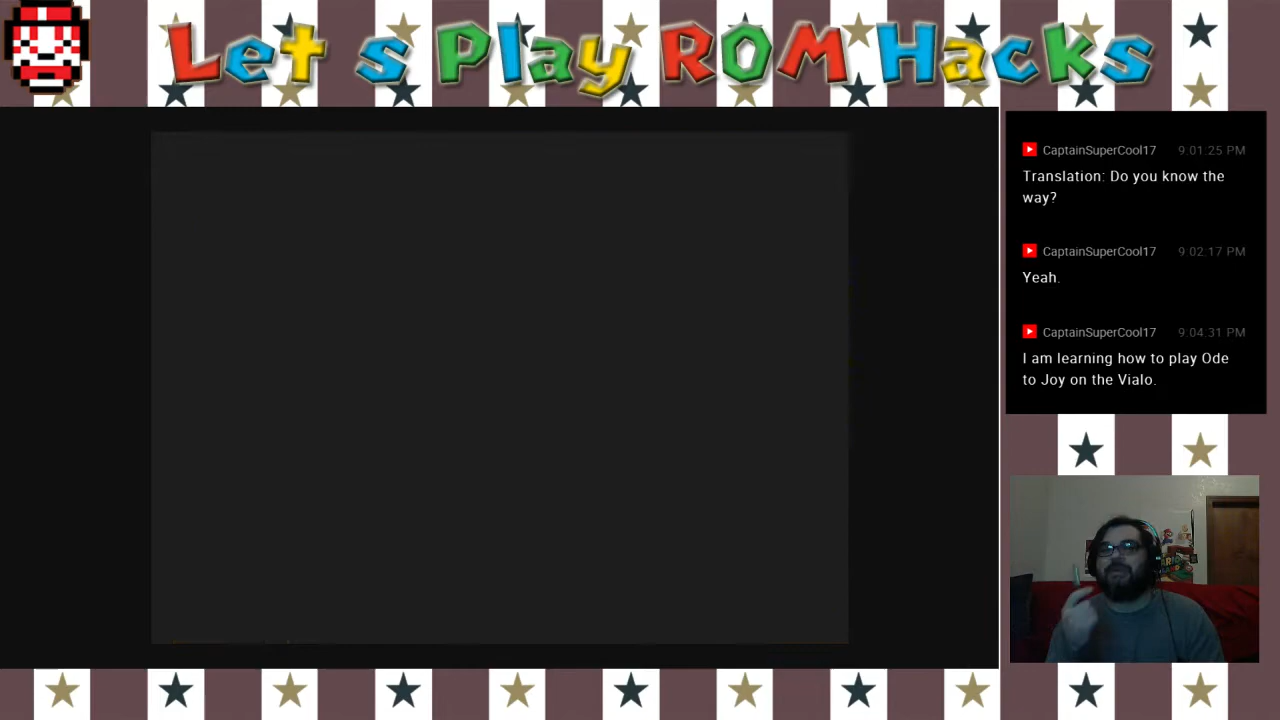 Let s Play ROM Hacks
CaptainSuperCool17 9:01:25 PM
Translation: Do you know the
way?
CaptainSuperCool17 9:02:17 PM
Yeah.
CaptainSuperCool17 9:04:31 PM
I am learning how to play Ode
to Joy on the Vialo.